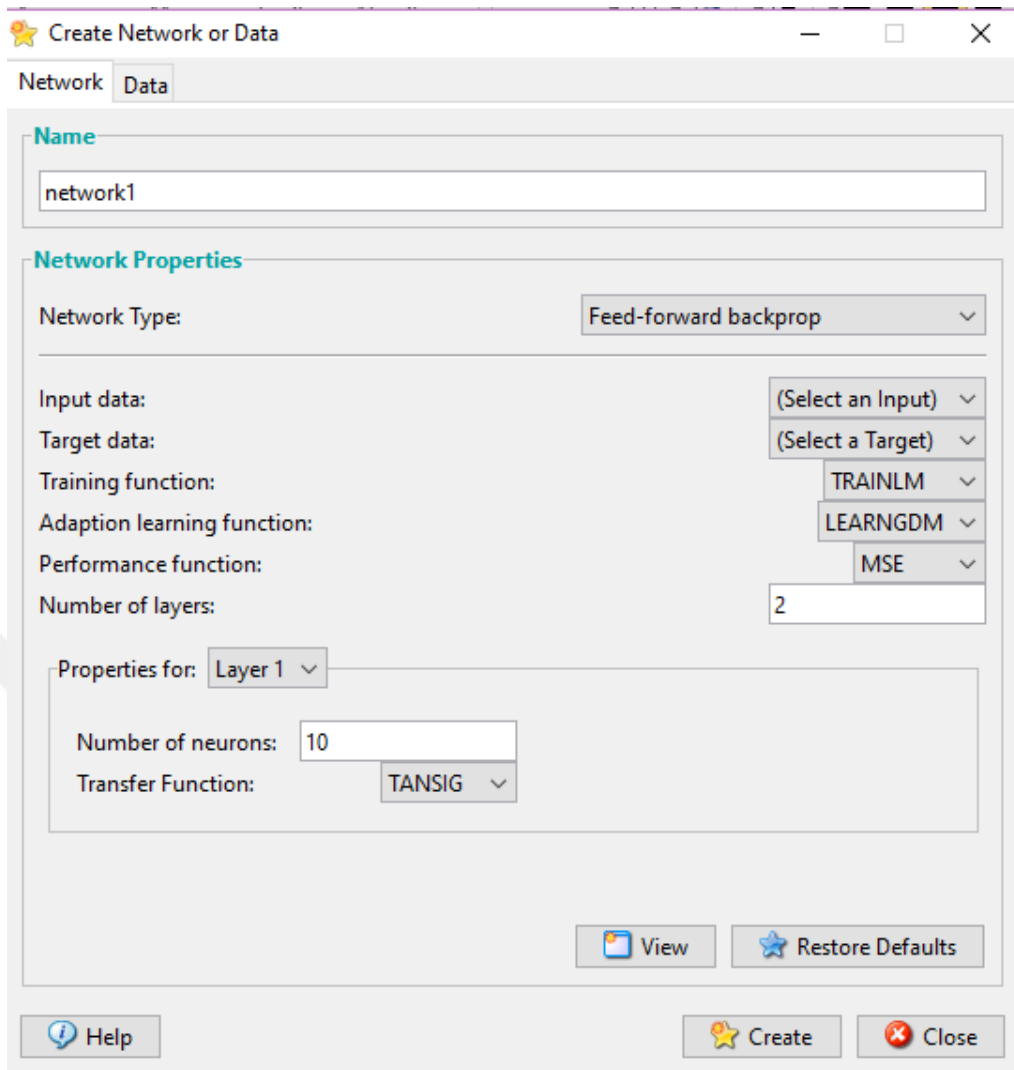 Create Network or Data
Network Data
Name
network1
Network Properties
Network Type: Feed-forward backprop
Input data: (Select an Input)
Target data: (Select a Target)
Training function: TRAINLM
Adaption learning function: LEARNGDM
Performance function: MSE
Number of layers: 2
Properties for: Layer 1
Number of neurons: 10
Transfer Function: TANSIG
View Restore Defaults
Help Create Close